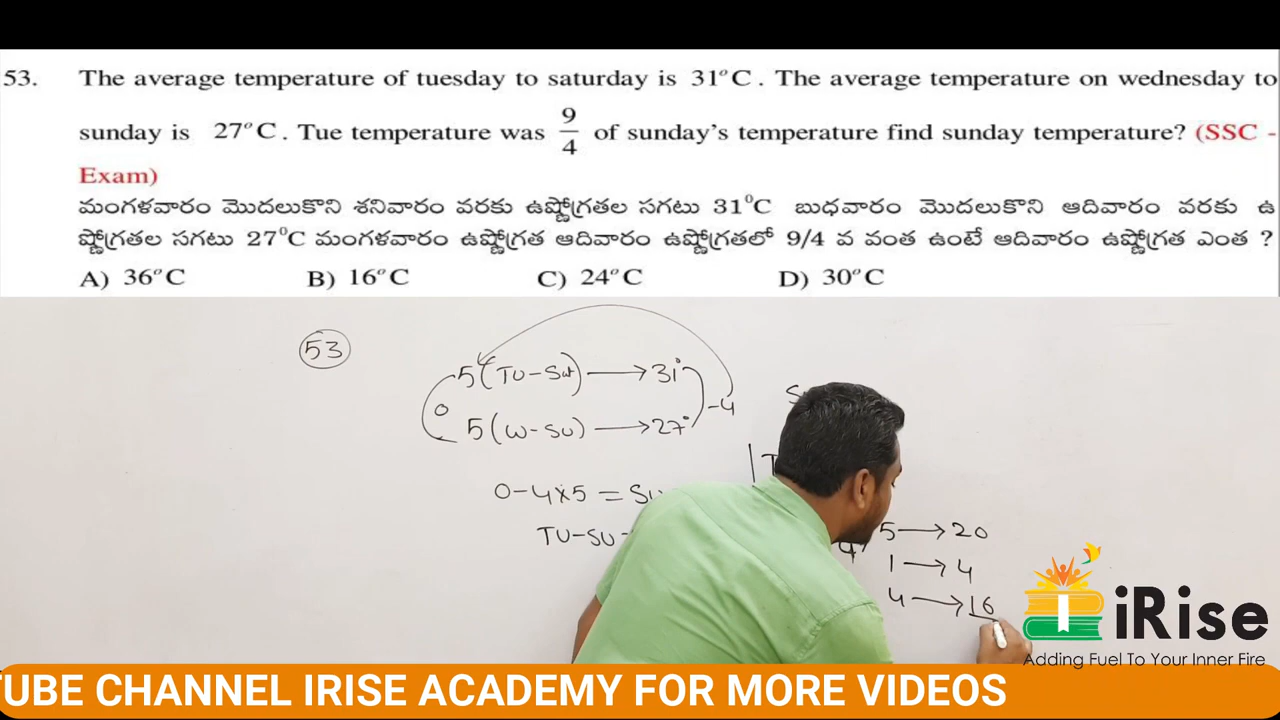 53. The average temperature of tuesday to saturday is 31°C. The average temperature on wednesday to
sunday is 27°C. Tue temperature was 9/4 of sunday's temperature find sunday temperature? (SSC -
Exam)
మంగళవారం మొదలుకొని శనివారం వరకు ఉష్ణోగ్రతల సగటు 31⁰C బుధవారం మొదలుకొని ఆదివారం వరకు ఉ
ష్ణోగ్రతల సగటు 27⁰C మంగళవారం ఉష్ణోగ్రత ఆదివారం ఉష్ణోగ్రతలో 9/4 వ వంత ఉంటే ఆదివారం ఉష్ణోగ్రత ఎంత ?
A) 36°C B) 16°C C) 24°C D) 30°C
53
5(TU-Sat) → 31°
0 -4
5(W-SU) → 27°
0-4×5 =
TU-SU
5 → 20
1 → 4
4 → 16
iRise
Adding Fuel To Your Inner Fire
TUBE CHANNEL IRISE ACADEMY FOR MORE VIDEOS